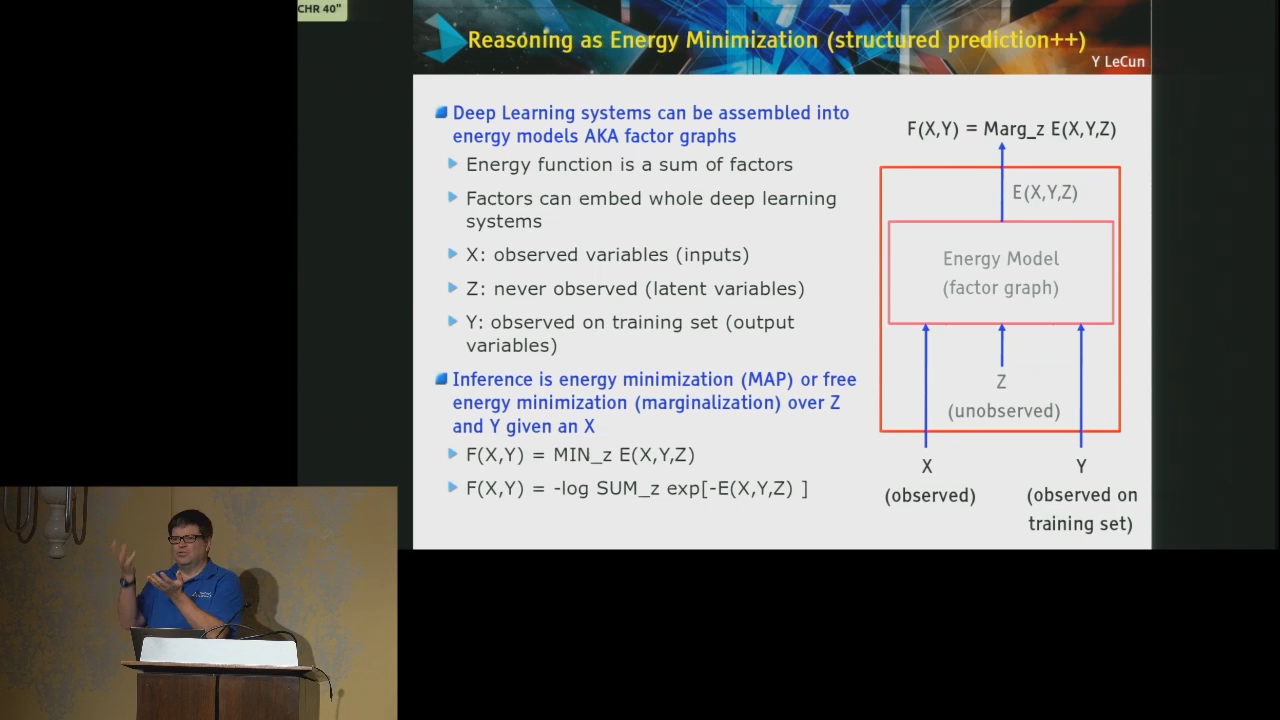 CHR 40"
Reasoning as Energy Minimization (structured prediction++)
Y LeCun
Deep Learning systems can be assembled into
energy models AKA factor graphs
Energy function is a sum of factors
Factors can embed whole deep learning
systems
X: observed variables (inputs)
Z: never observed (latent variables)
Y: observed on training set (output
variables)
Inference is energy minimization (MAP) or free
energy minimization (marginalization) over Z
and Y given an X
F(X,Y) = MIN_z E(X,Y,Z)
F(X,Y) = -log SUM_z exp[-E(X,Y,Z) ]
F(X,Y) = Marg_z E(X,Y,Z)
E(X,Y,Z)
Energy Model
(factor graph)
Z
(unobserved)
X
(observed)
Y
(observed on
training set)